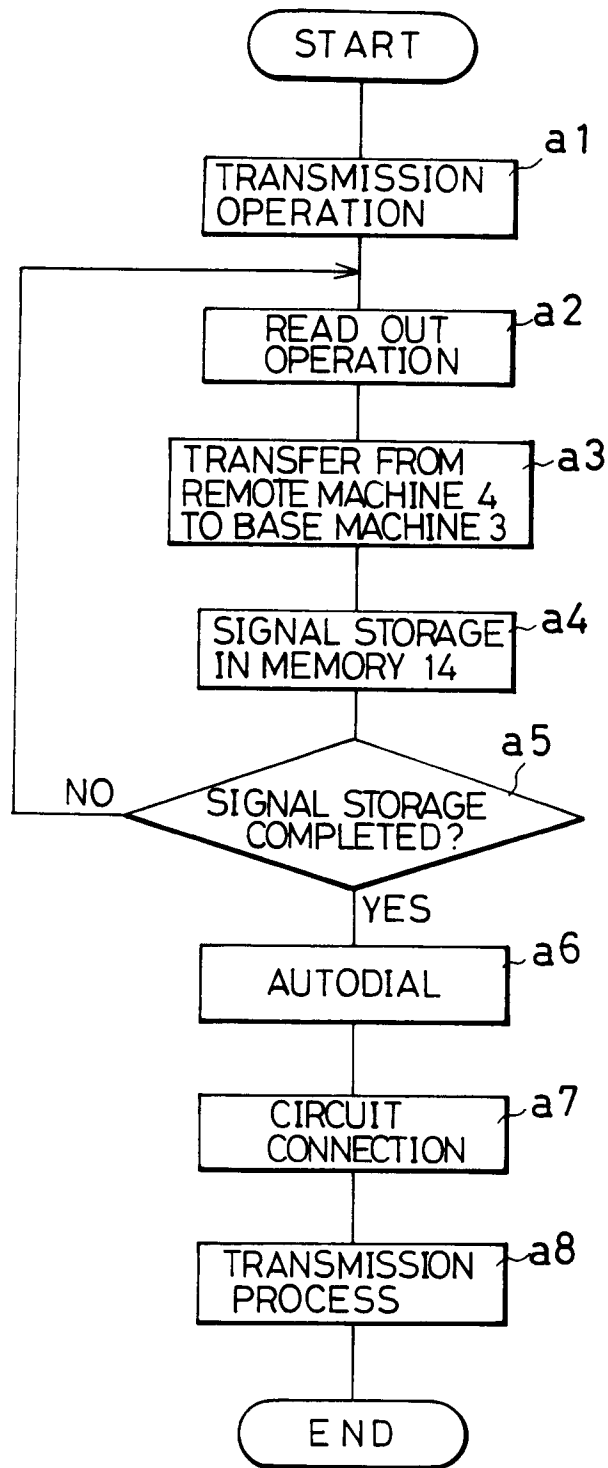 START
a1
TRANSMISSION
OPERATION
a2
READ OUT
OPERATION
a3
TRANSFER FROM
REMOTE MACHINE 4
TO BASE MACHINE 3
a4
SIGNAL STORAGE
IN MEMORY 14
a5
NO
SIGNAL STORAGE
COMPLETED?
YES
a6
AUTODIAL
a7
CIRCUIT
CONNECTION
a8
TRANSMISSION
PROCESS
END